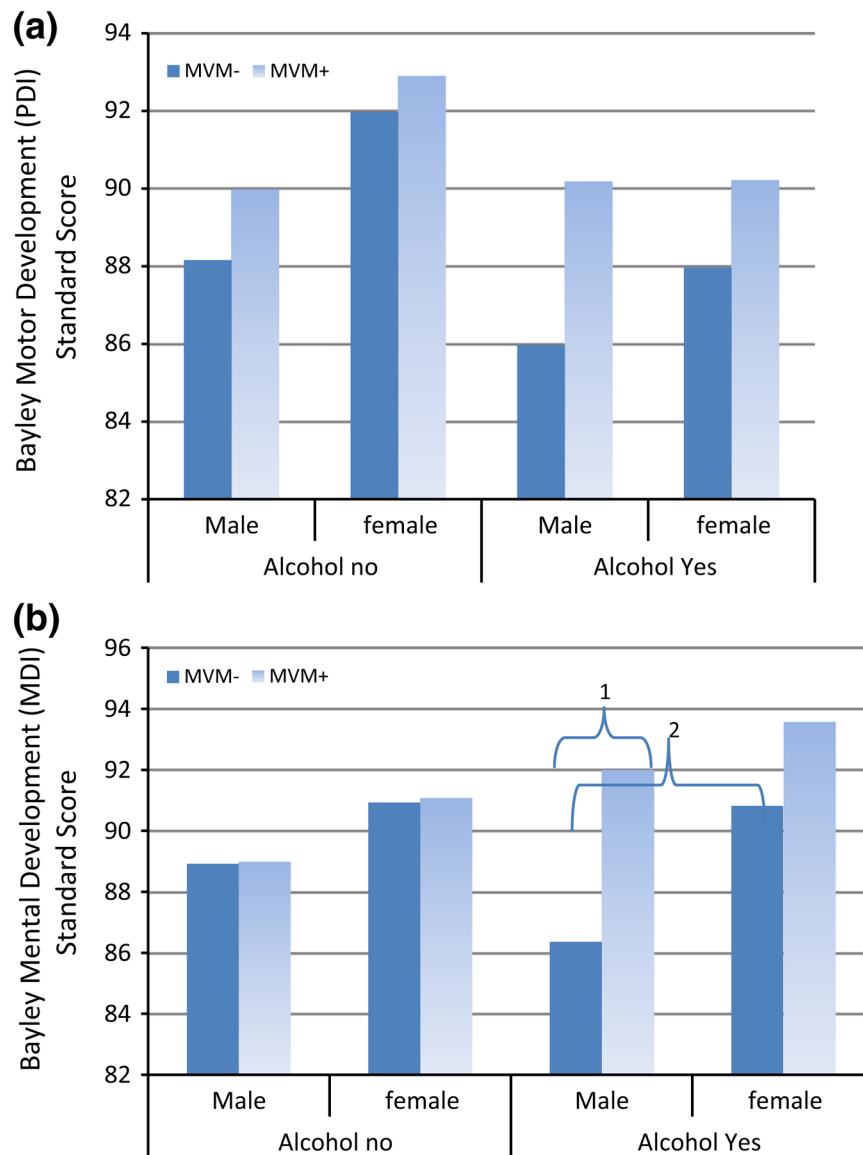 (a)
Bayley Motor Development (PDI)
Standard Score
94
92
90
88
86
84
82
MVM- MVM+
Male female Male female
Alcohol no Alcohol Yes
(b)
Bayley Mental Development (MDI)
Standard Score
96
94
92
90
88
86
84
82
MVM- MVM+
1
2
Male female Male female
Alcohol no Alcohol Yes